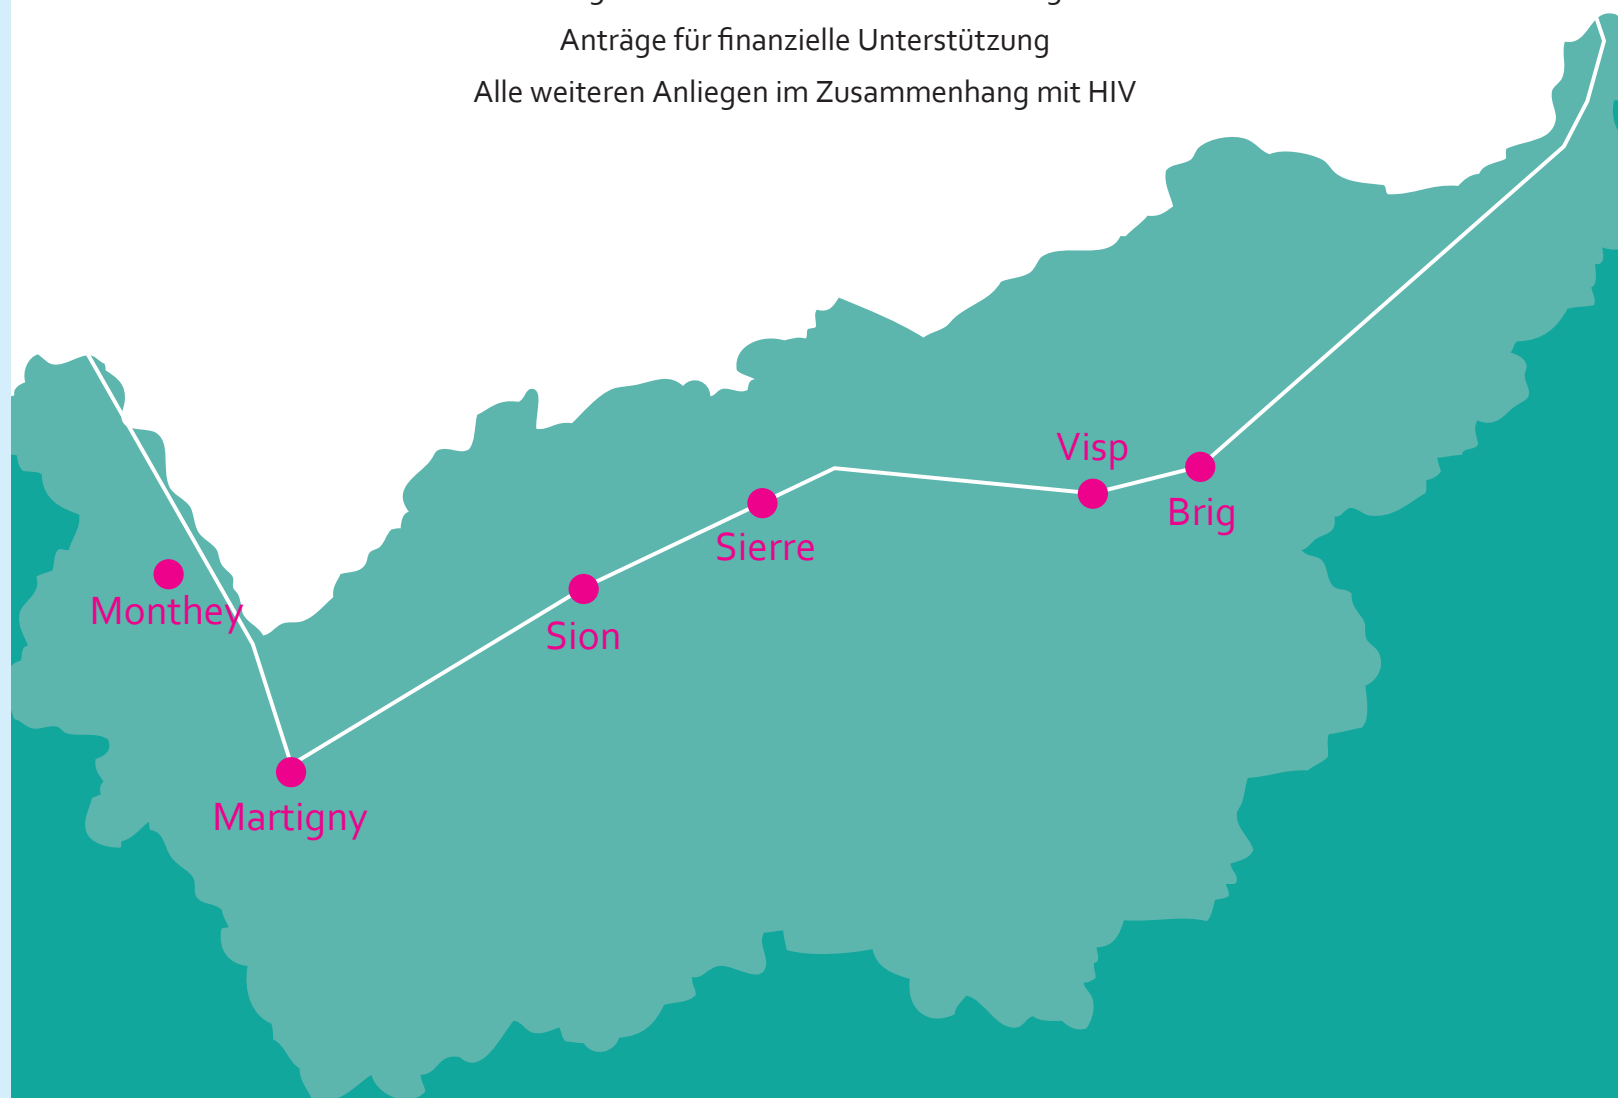 Anträge für finanzielle Unterstützung
Alle weiteren Anliegen im Zusammenhang mit HIV
Visp
Brig
Sierre
Monthey
Sion
Martigny